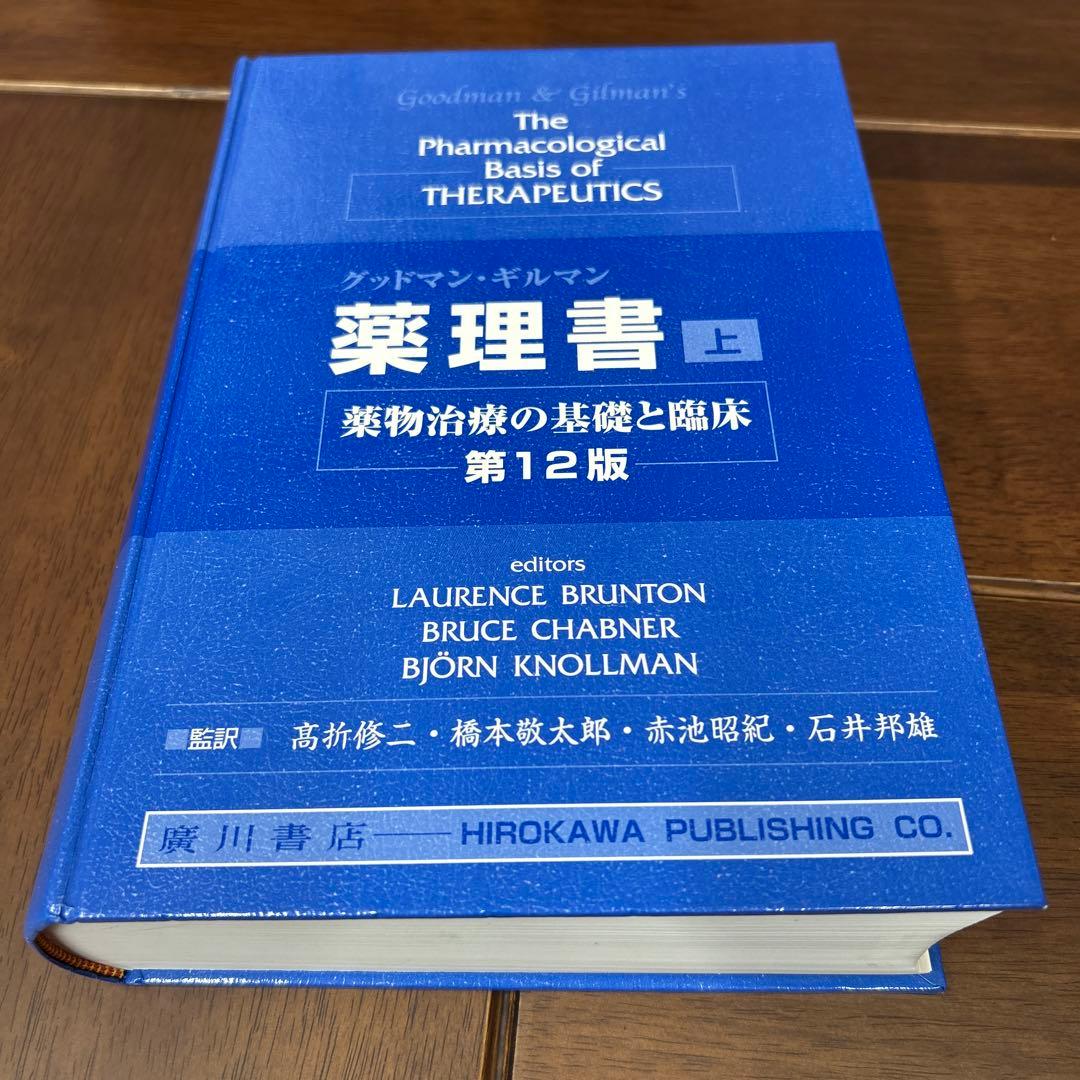 Goodman & Gilman's
The
Pharmacological
Basis of
THERAPEUTICS
グッドマン・ギルマン
薬理書 上
薬物治療の基礎と臨床
第12版
editors
LAURENCE BRUNTON
BRUCE CHABNER
BJÖRN KNOLLMAN
監訳 髙折修二・橋本敬太郎・赤池昭紀・石井邦雄
廣川書店 HIROKAWA PUBLISHING CO.